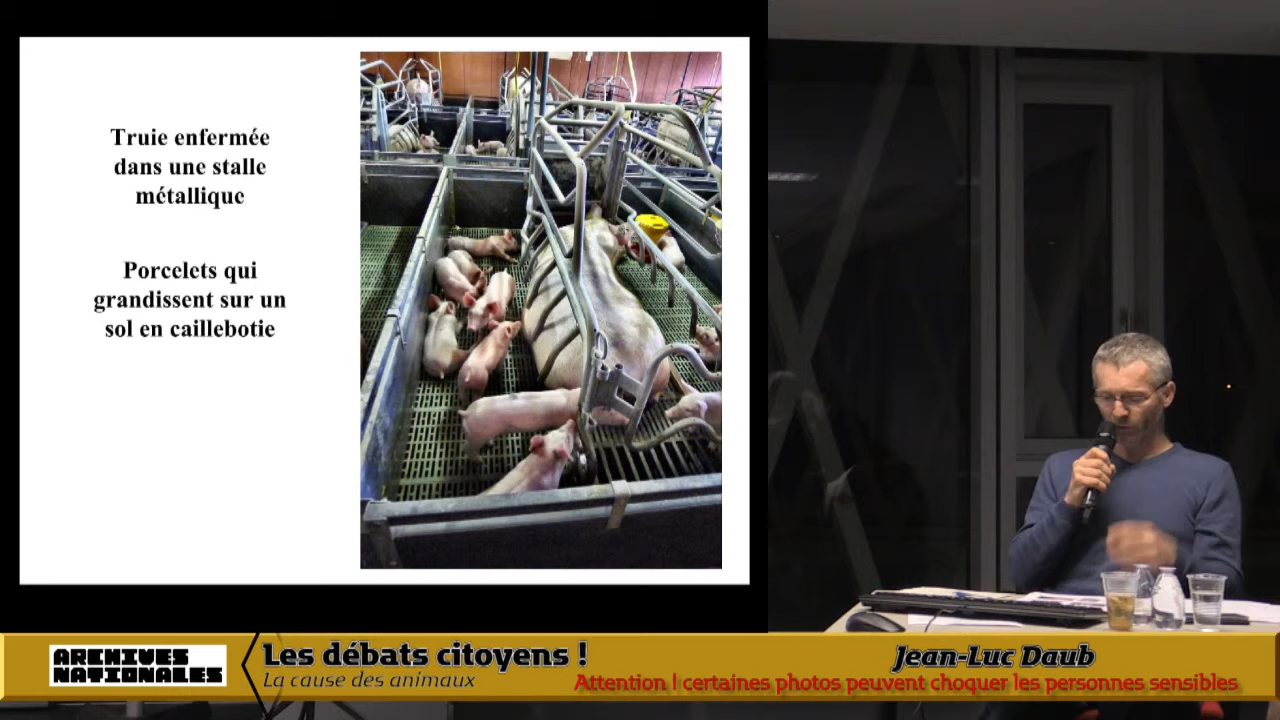 Truie enfermée
dans une stalle
métallique
Porcelets qui
grandissent sur un
sol en caillebotie
ARCHIVES
NATIONALES
Les débats citoyens !
La cause des animaux
Jean-Luc Daub
Attention ! certaines photos peuvent choquer les personnes sensibles